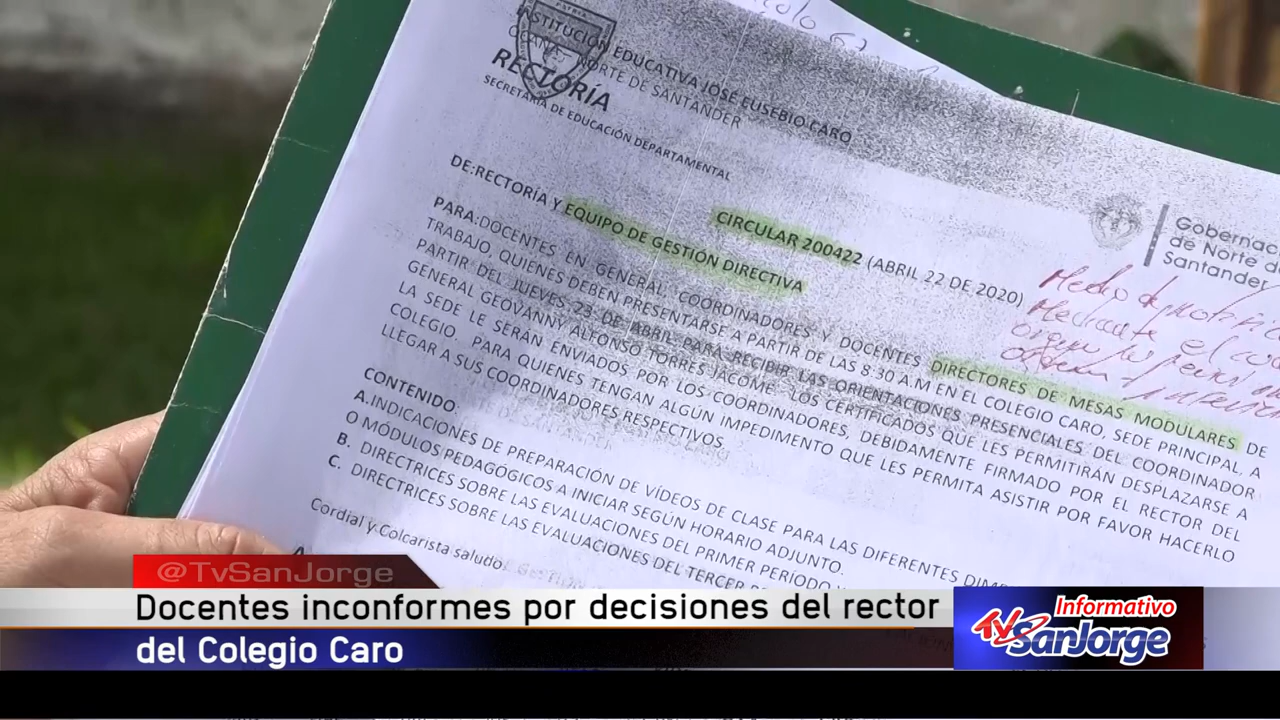 INSTITUCIÓN EDUCATIVA JOSÉ EUSEBIO CARO
NORTE DE SANTANDER
RECTORÍA
SECRETARÍA DE EDUCACIÓN DEPARTAMENTAL
Gobernac
de Norte de
Santander
CIRCULAR 200422 (ABRIL 22 DE 2020)
DE:RECTORÍA Y EQUIPO DE GESTIÓN DIRECTIVA
PARA:DOCENTES EN GENERAL, COORDINADORES Y DOCENTES DIRECTORES DE MESAS MODULARES DE
TRABAJO QUIENES DEBEN PRESENTARSE A PARTIR DE LAS 8:30 A.M EN EL COLEGIO CARO, SEDE PRINCIPAL, A
PARTIR DEL JUEVES 23 DE ABRIL PARA RECIBIR LAS ORIENTACIONES PRESENCIALES DEL COORDINADOR
GENERAL GEOVANNY ALFONSO TORRES JACOME. LOS CERTIFICADOS QUE LES PERMITIRÁN DESPLAZARSE A
LA SEDE LE SERÁN ENVIADOS POR LOS COORDINADORES, DEBIDAMENTE FIRMADO POR EL RECTOR DEL
COLEGIO. PARA QUIENES TENGAN ALGÚN IMPEDIMENTO QUE LES PERMITA ASISTIR POR FAVOR HACERLO
LLEGAR A SUS COORDINADORES RESPECTIVOS.
CONTENIDO:
A.INDICACIONES DE PREPARACIÓN DE VÍDEOS DE CLASE PARA LAS DIFERENTES
O MÓDULOS PEDAGÓGICOS A INICIAR SEGÚN HORARIO ADJUNTO.
B. DIRECTRICES SOBRE LAS EVALUACIONES DEL PRIMER PERÍODO
C. DIRECTRICES SOBRE LAS EVALUACIONES DEL TERCER
Cordial y Colcarista saludo
@TvSanJorge
Docentes inconformes por decisiones del rector
del Colegio Caro
Informativo
TV SanJorge